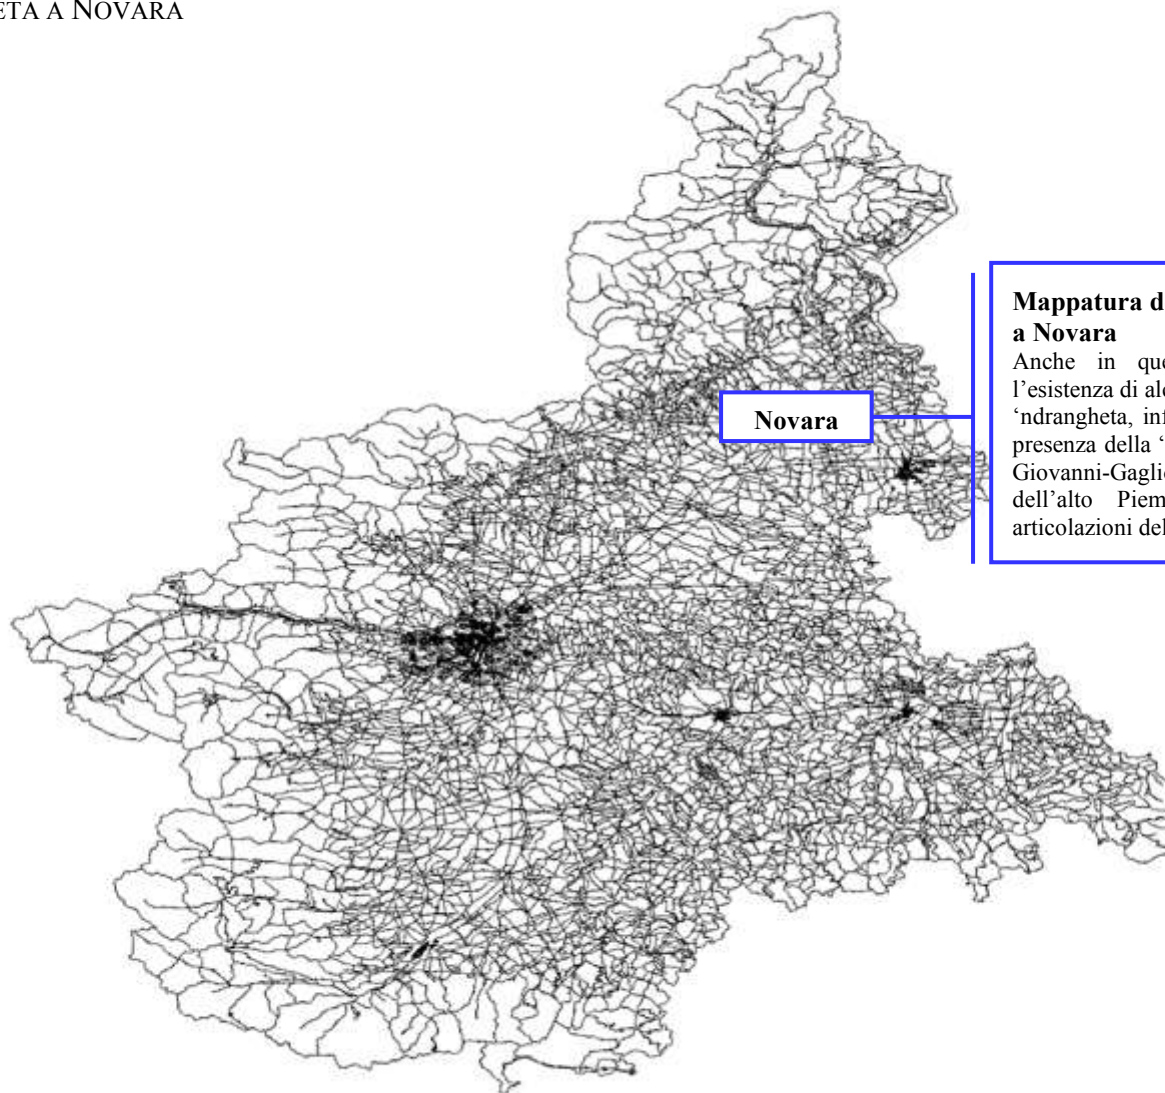 ETA A NOVARA
Mappatura d
a Novara
Anche in que
l’esistenza di alc
‘ndrangheta, inf
presenza della ‘
Giovanni-Gaglio
dell’alto Piem
articolazioni del
Novara